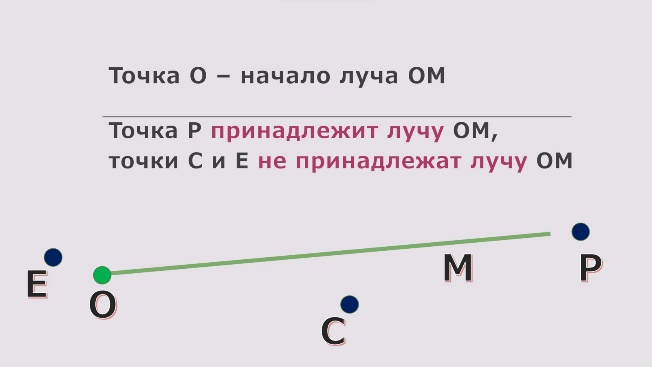 Точка О – начало луча ОМ
Точка Р принадлежит лучу ОМ,
точки С и Е не принадлежат лучу ОМ
Е
О
С
М
Р